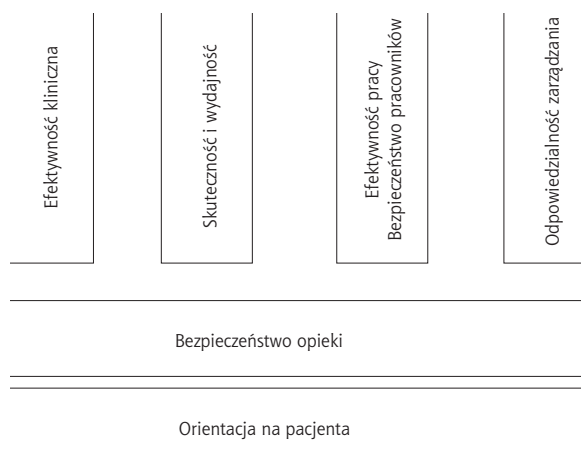 Efektywność kliniczna
Skuteczność i wydajność
Efektywność pracy
Bezpieczeństwo pracowników
Odpowiedzialność zarządzania
Bezpieczeństwo opieki
Orientacja na pacjenta